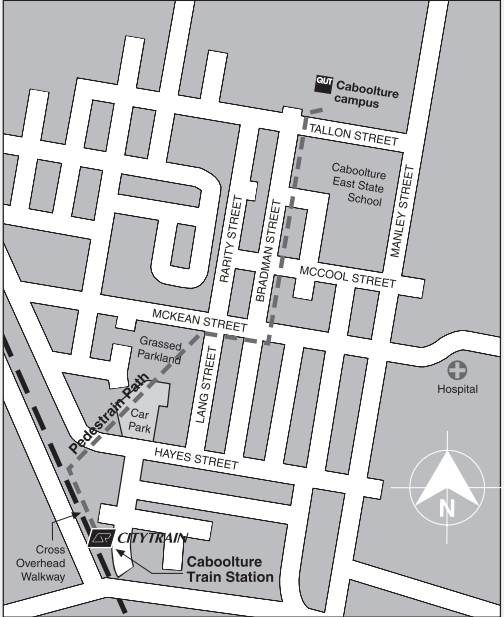 QUT
Caboolture
campus
TALLON STREET
Caboolture
East State
School
MANLEY STREET
RARITY STREET
BRADMAN STREET
MCCOOL STREET
MCKEAN STREET
Grassed
Parkland
LANG STREET
Hospital
Pedestrain Path
Car
Park
HAYES STREET
N
CITYTRAIN
Cross
Overhead
Walkway
Caboolture
Train Station